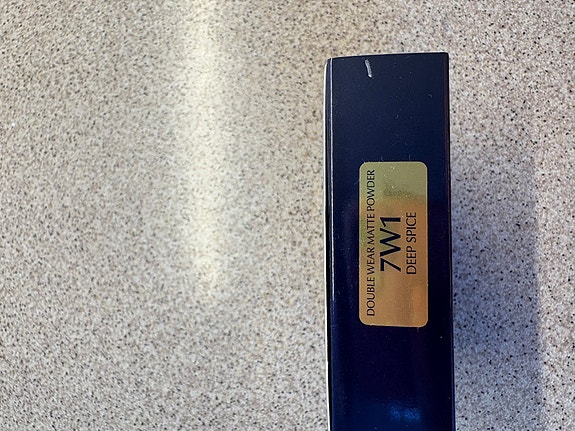 DOUBLE WEAR MATTE POWDER
7W1
DEEP SPICE